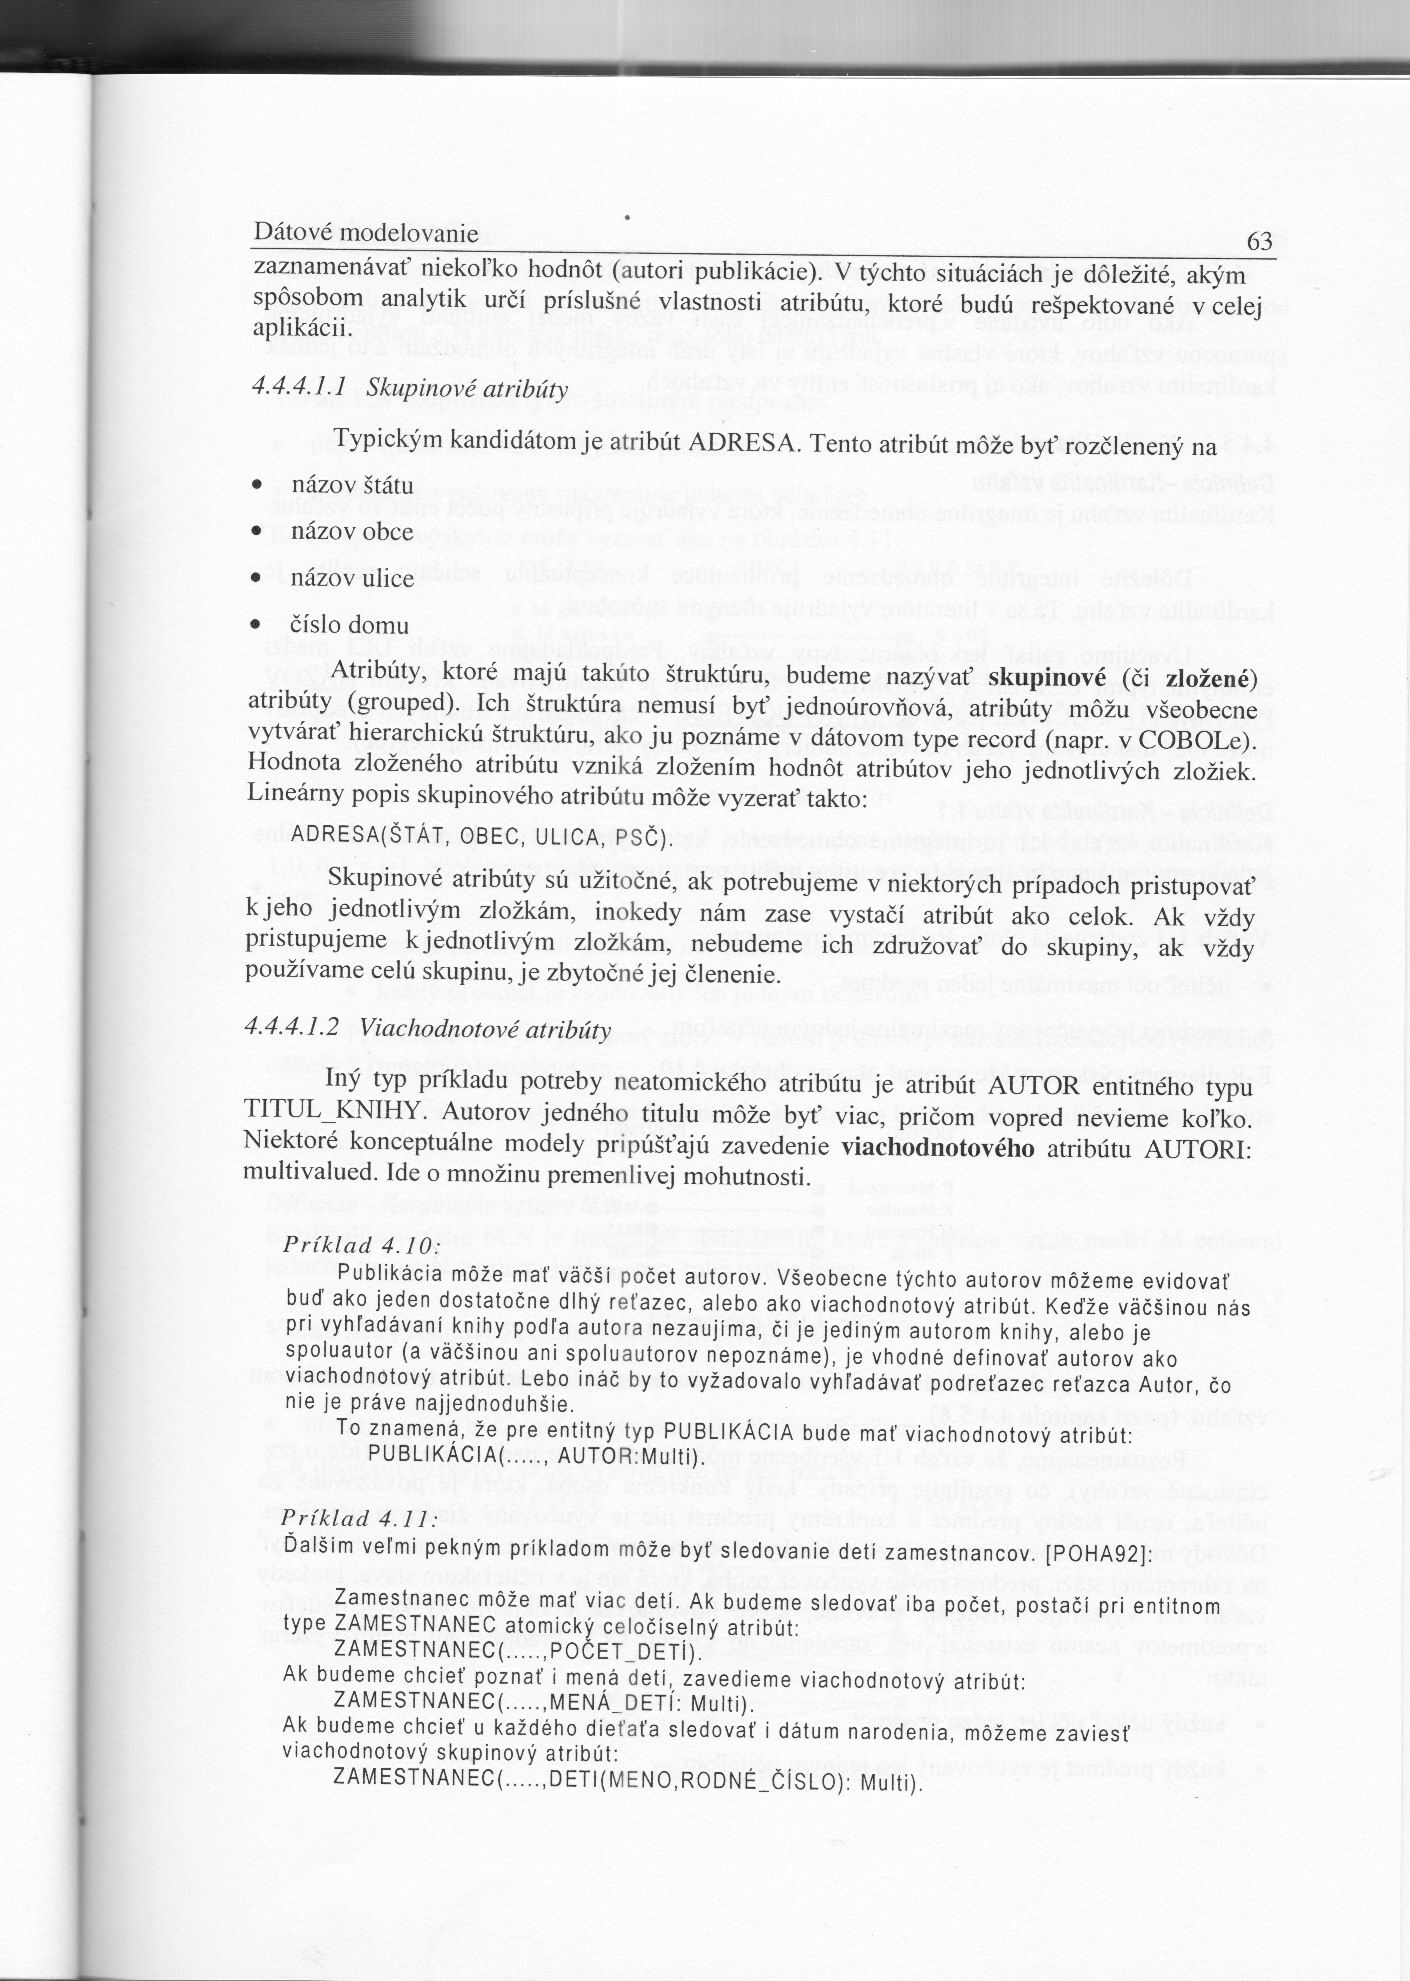 Dátové modelovanie 63
zaznamenávať niekoľko hodnôt (autori publikácie). V týchto situáciách je dôležité, akým
spôsobom analytik určí príslušné vlastnosti atribútu, ktoré budú rešpektované v celej
aplikácii.
4.4.4.1.1 Skupinové atribúty
Typickým kandidátom je atribút ADRESA. Tento atribút môže byť rozčlenený na
• názov štátu
• názov obce
• názov ulice
• číslo domu
Atribúty, ktoré majú takúto štruktúru, budeme nazývať skupinové (či zložené)
atribúty (grouped). Ich štruktúra nemusí byť jednoúrovňová, atribúty môžu všeobecne
vytvárať hierarchickú štruktúru, ako ju poznáme v dátovom type record (napr. v COBOLe).
Hodnota zloženého atribútu vzniká zložením hodnôt atribútov jeho jednotlivých zložiek.
Lineárny popis skupinového atribútu môže vyzerať takto:
ADRESA(ŠTÁT, OBEC, ULICA, PSČ).
Skupinové atribúty sú užitočné, ak potrebujeme v niektorých prípadoch pristupovať
k jeho jednotlivým zložkám, inokedy nám zase vystačí atribút ako celok. Ak vždy
pristupujeme k jednotlivým zložkám, nebudeme ich združovať do skupiny, ak vždy
používame celú skupinu, je zbytočné jej členenie.
4.4.4.1.2 Viachodnotové atribúty
Iný typ príkladu potreby neatomického atribútu je atribút AUTOR entitného typu
TITUL_KNIHY. Autorov jedného titulu môže byť viac, pričom vopred nevieme koľko.
Niektoré konceptuálne modely pripúšťajú zavedenie viachodnotového atribútu AUTORI:
multivalued. Ide o množinu premenlivej mohutnosti.
Príklad 4.10:
Publikácia môže mať väčší počet autorov. Všeobecne týchto autorov môžeme evidovať
buď ako jeden dostatočne dlhý reťazec, alebo ako viachodnotový atribút. Keďže väčšinou nás
pri vyhľadávaní knihy podľa autora nezaujíma, či je jediným autorom knihy, alebo je
spoluautor (a väčšinou ani spoluautorov nepoznáme), je vhodné definovať autorov ako
viachodnotový atribút. Lebo ináč by to vyžadovalo vyhľadávať podreťazec reťazca Autor, čo
nie je práve najjednoduhšie.
To znamená, že pre entitný typ PUBLIKÁCIA bude mať viachodnotový atribút:
PUBLIKÁCIA(....., AUTOR:Multi).
Príklad 4.11:
Ďalším veľmi pekným príkladom môže byť sledovanie detí zamestnancov. [POHA92]:
Zamestnanec môže mať viac detí. Ak budeme sledovať iba počet, postačí pri entitnom
type ZAMESTNANEC atomický celočíselný atribút:
ZAMESTNANEC(.....,POČET_DETÍ).
Ak budeme chcieť poznať i mená detí, zavedieme viachodnotový atribút:
ZAMESTNANEC(.....,MENÁ_DETÍ: Multi).
Ak budeme chcieť u každého dieťaťa sledovať i dátum narodenia, môžeme zaviesť
viachodnotový skupinový atribút:
ZAMESTNANEC(.....,DETI(MENO,RODNÉ_ČÍSLO): Multi).